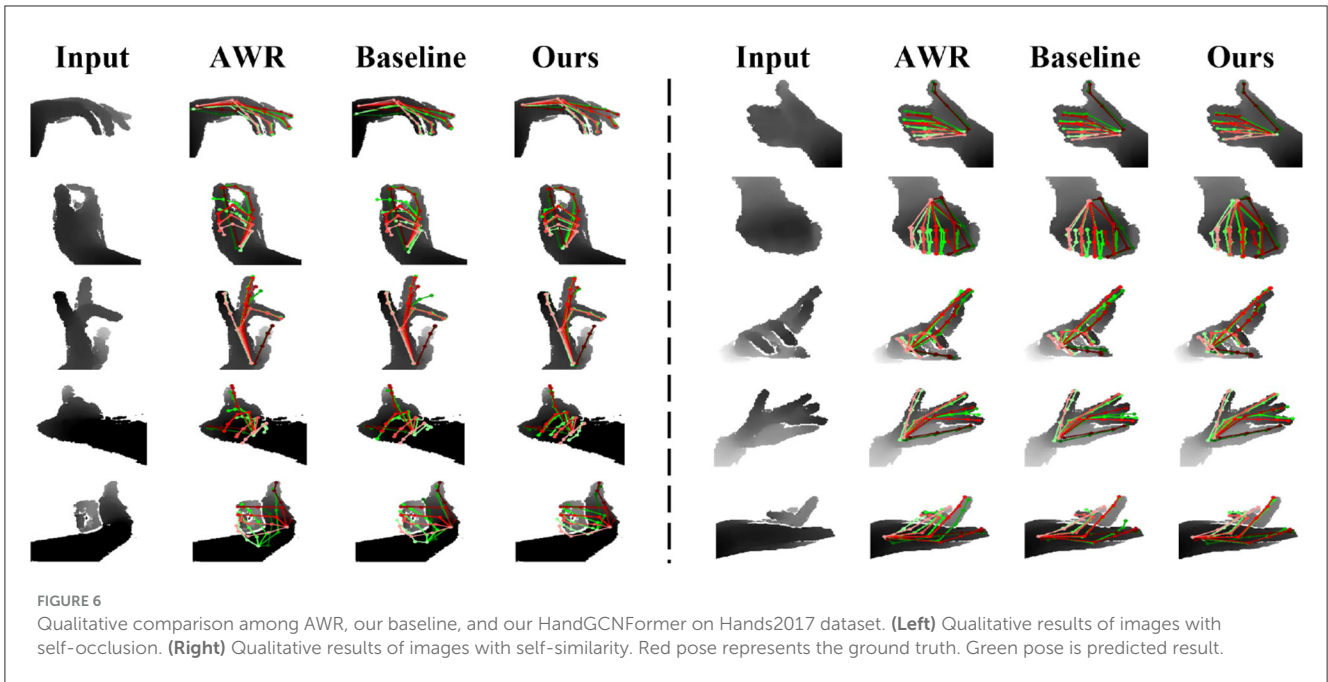 Input AWR Baseline Ours Input AWR Baseline Ours
FIGURE 6
Qualitative comparison among AWR, our baseline, and our HandGCNFormer on Hands2017 dataset. (Left) Qualitative results of images with
self-occlusion. (Right) Qualitative results of images with self-similarity. Red pose represents the ground truth. Green pose is predicted result.